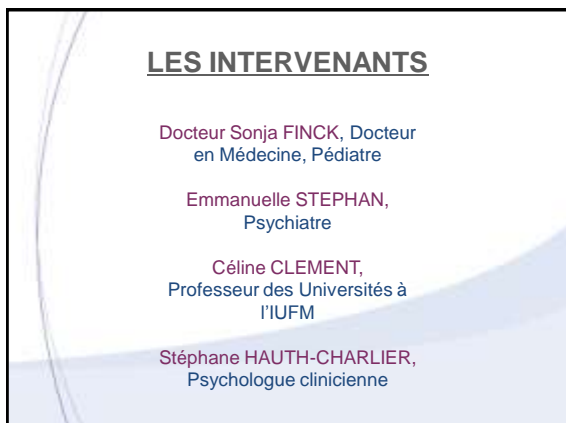 LES INTERVENANTS
Docteur Sonja FINCK, Docteur
en Médecine, Pédiatre
Emmanuelle STEPHAN,
Psychiatre
Céline CLEMENT,
Professeur des Universités à
l'IUFM
Stéphane HAUTH-CHARLIER,
Psychologue clinicienne